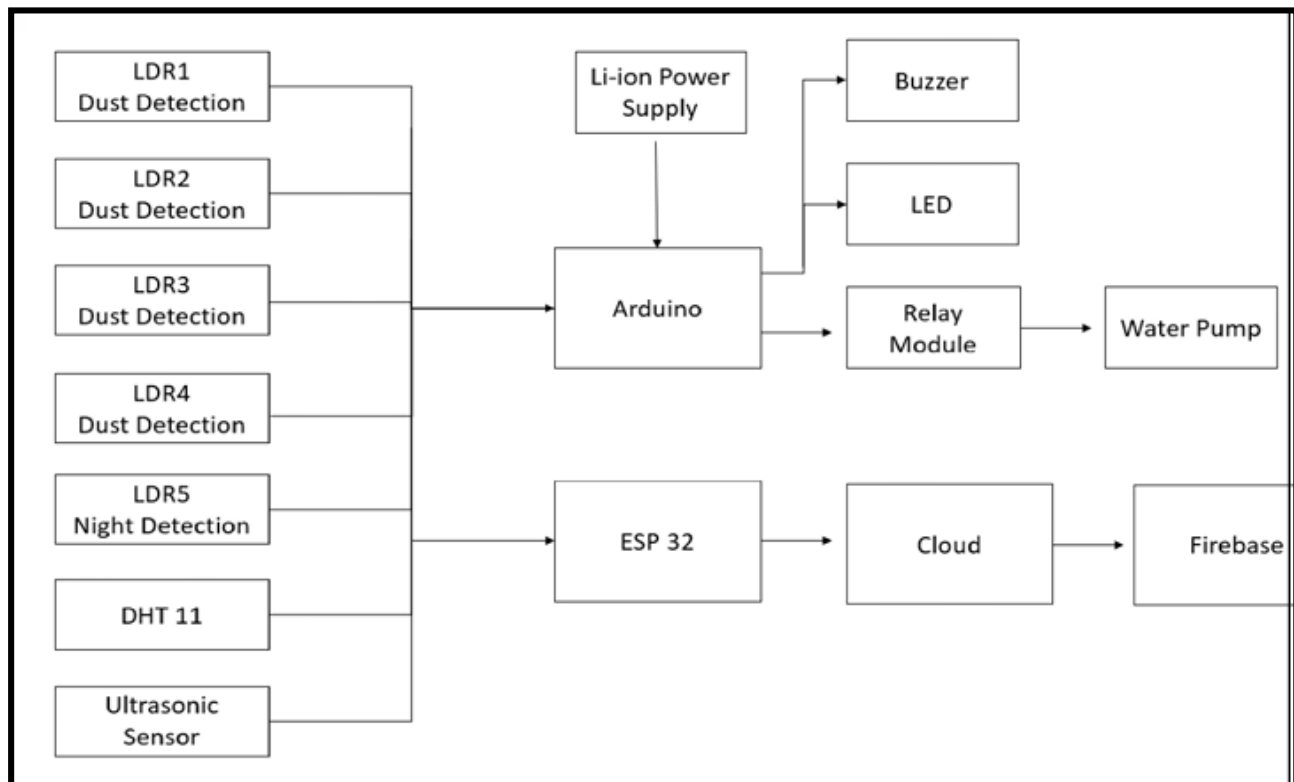 LDR1
Dust Detection
LDR2
Dust Detection
LDR3
Dust Detection
LDR4
Dust Detection
LDR5
Night Detection
DHT 11
Ultrasonic
Sensor
Li-ion Power
Supply
Arduino
ESP 32
Buzzer
LED
Relay
Module
Water Pump
Cloud
Firebase